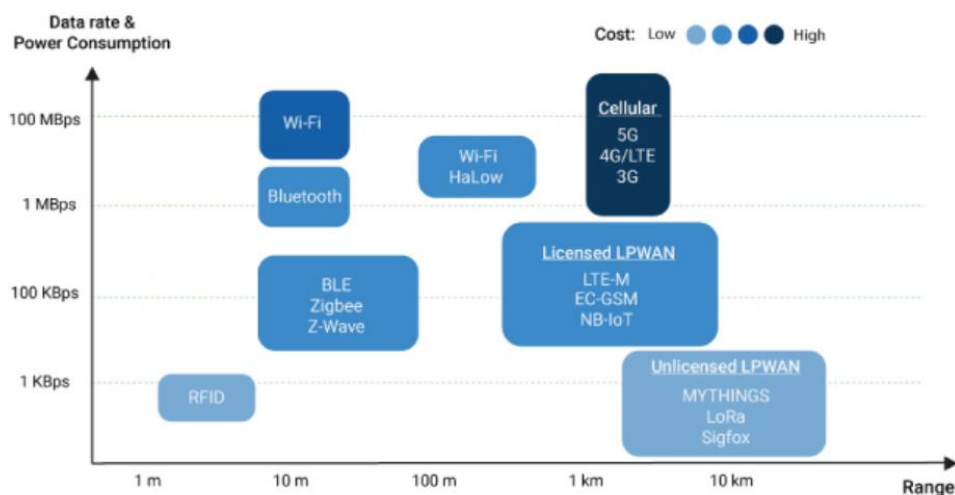 Data rate &
Power Consumption
Cost: Low High
100 MBps
1 MBps
100 KBps
1 KBps
Wi-Fi
Bluetooth
Wi-Fi
HaLow
Cellular
5G
4G/LTE
3G
BLE
Zigbee
Z-Wave
Licensed LPWAN
LTE-M
EC-GSM
NB-IoT
RFID
Unlicensed LPWAN
MYTHINGS
LoRa
Sigfox
1 m 10 m 100 m 1 km 10 km
Range